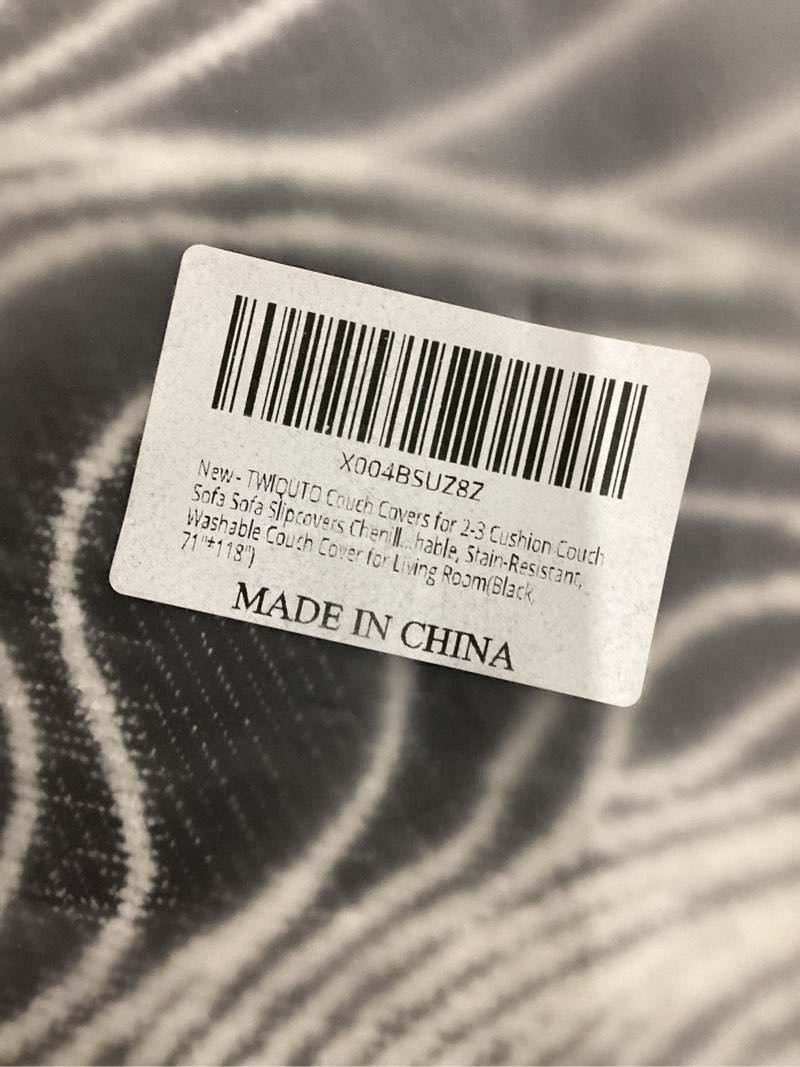 X004BSUZ8Z
New - TWIQUTO Couch Covers for 2-3 Cushion Couch
Sofa Sofa Slipcovers Chenill...hable, Stain-Resistant,
Washable Couch Cover for Living Room(Black,
71"*118")
MADE IN CHINA